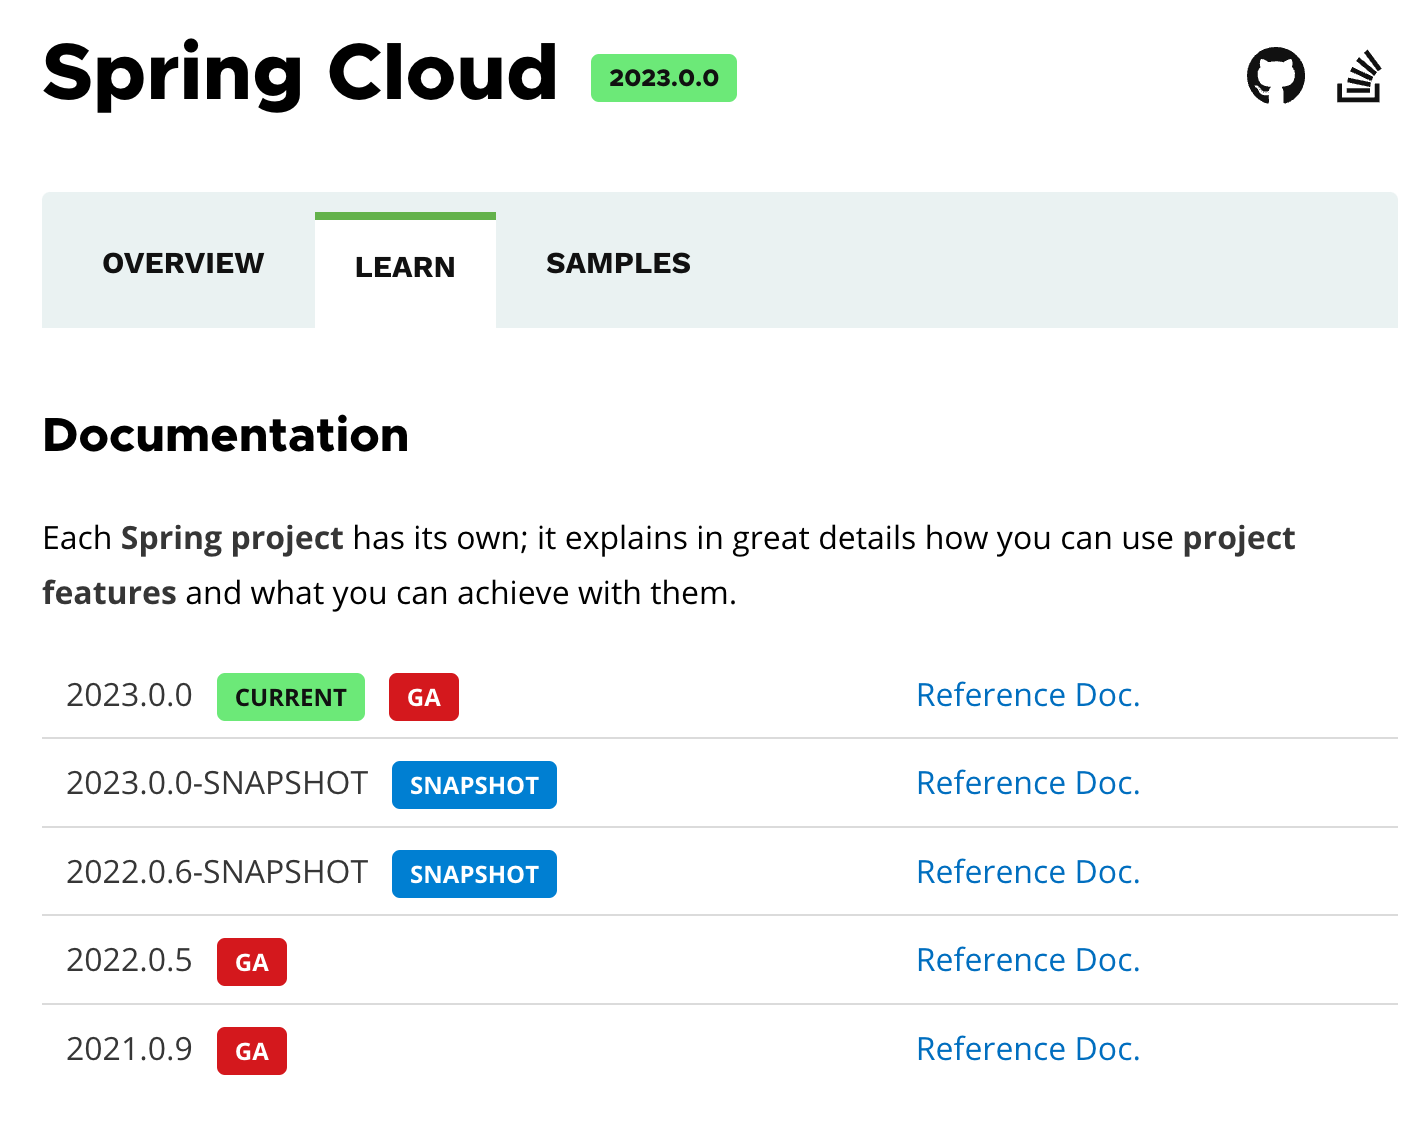 Spring Cloud 2023.0.0
OVERVIEW LEARN SAMPLES
Documentation
Each Spring project has its own; it explains in great details how you can use project
features and what you can achieve with them.
2023.0.0 CURRENT GA Reference Doc.
2023.0.0-SNAPSHOT SNAPSHOT Reference Doc.
2022.0.6-SNAPSHOT SNAPSHOT Reference Doc.
2022.0.5 GA Reference Doc.
2021.0.9 GA Reference Doc.